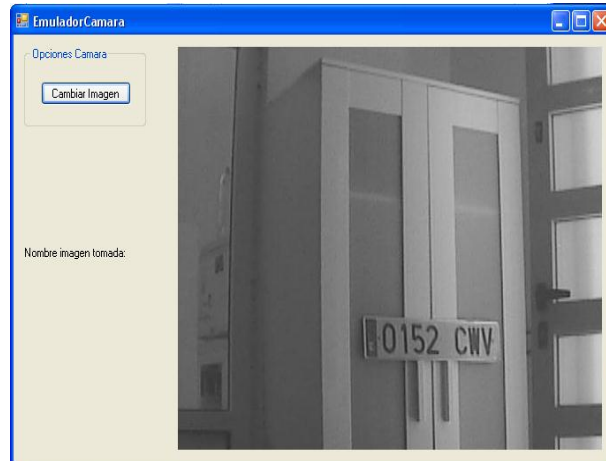 EmuladorCamara
Opciones Camara
Cambiar Imagen
Nombre imagen tomada:
0152 CWV